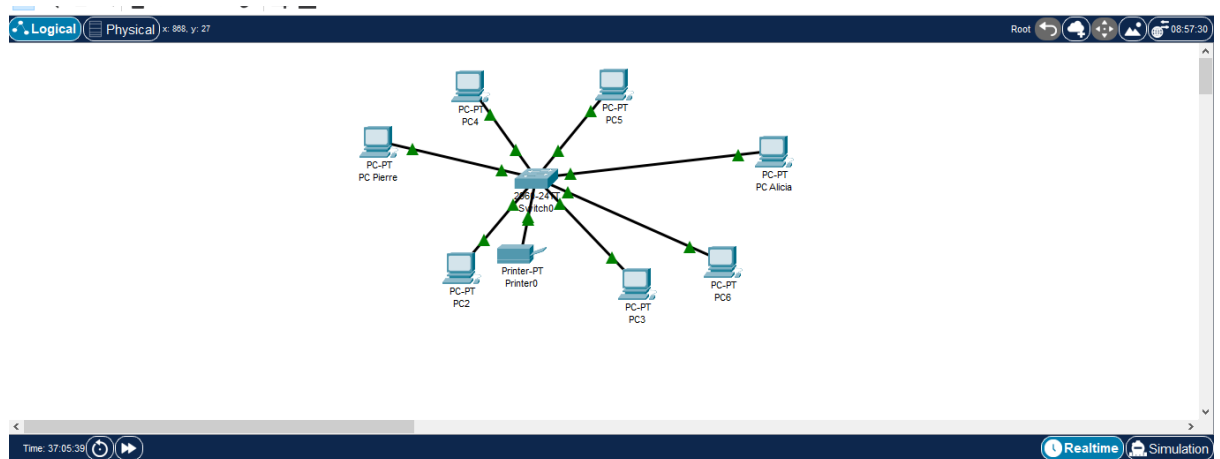 Logical
Physical
x: 868, y: 27
Root
08:57:30
PC-PT
PC4
PC-PT
PC5
PC-PT
PC Pierre
PC-PT
PC Alicia
Switch0
Printer-PT
Printer0
PC-PT
PC2
PC-PT
PC6
PC-PT
PC3
Time: 37:05:39
Realtime
Simulation